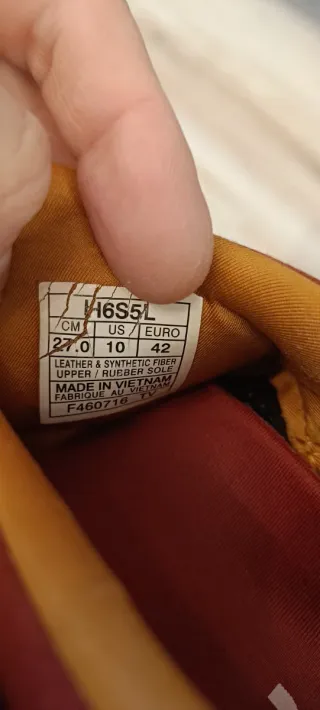 H6S5L
CM US EURO
27.0 10 42
LEATHER & SYNTHETIC FIBER
UPPER / RUBBER SOLE
MADE IN VIETNAM
FABRIQUE AU VIETNAM
F460716 TV